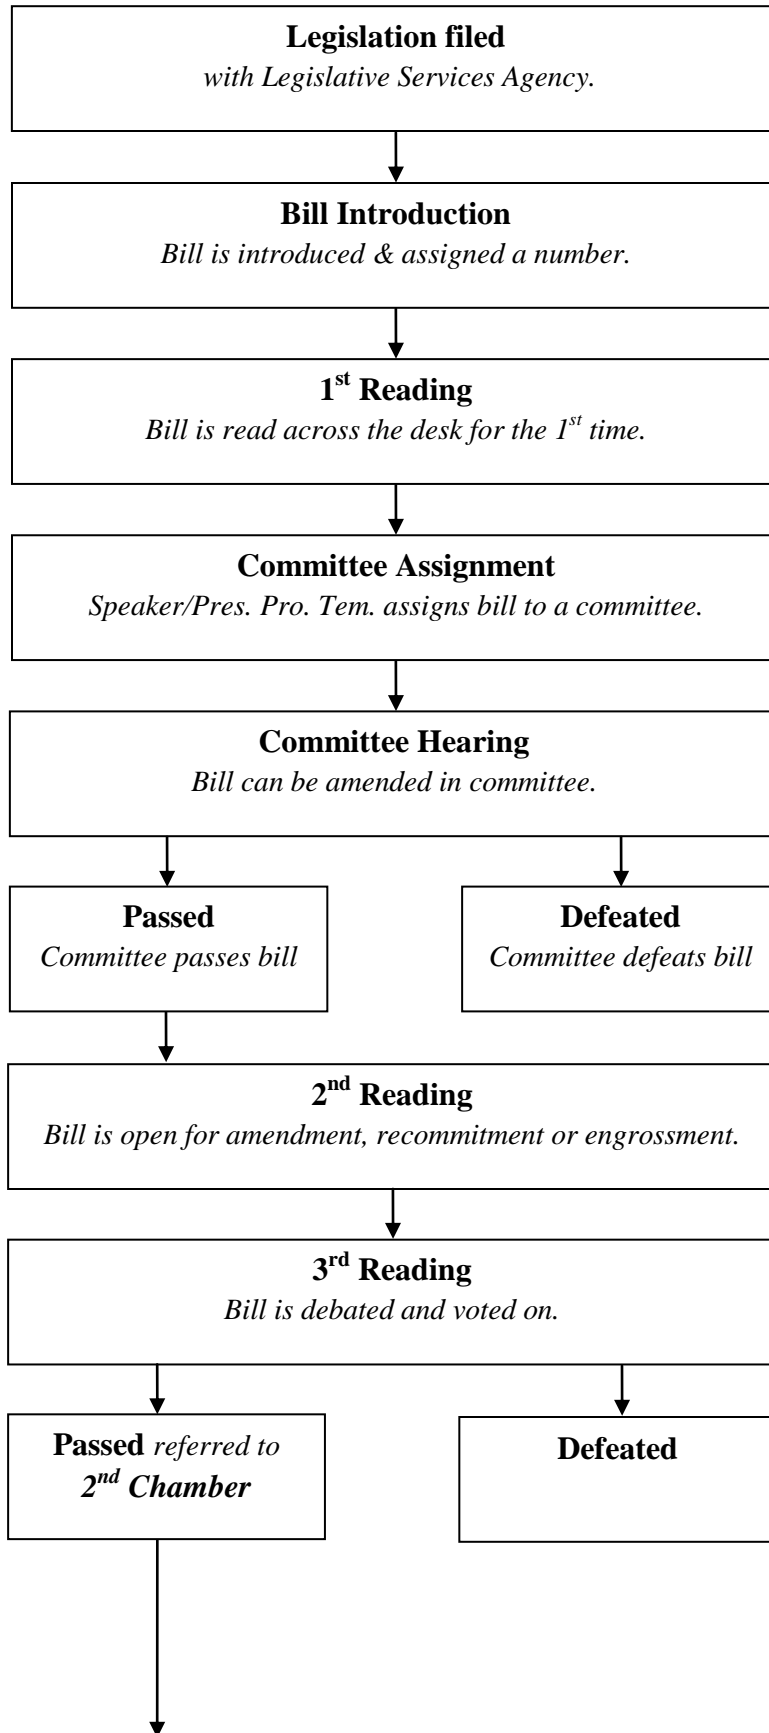 Legislation filed
with Legislative Services Agency.
Bill Introduction
Bill is introduced & assigned a number.
1st Reading
Bill is read across the desk for the 1st time.
Committee Assignment
Speaker/Pres. Pro. Tem. assigns bill to a committee.
Committee Hearing
Bill can be amended in committee.
Passed
Committee passes bill
Defeated
Committee defeats bill
2nd Reading
Bill is open for amendment, recommitment or engrossment.
3rd Reading
Bill is debated and voted on.
Passed referred to
2nd Chamber
Defeated